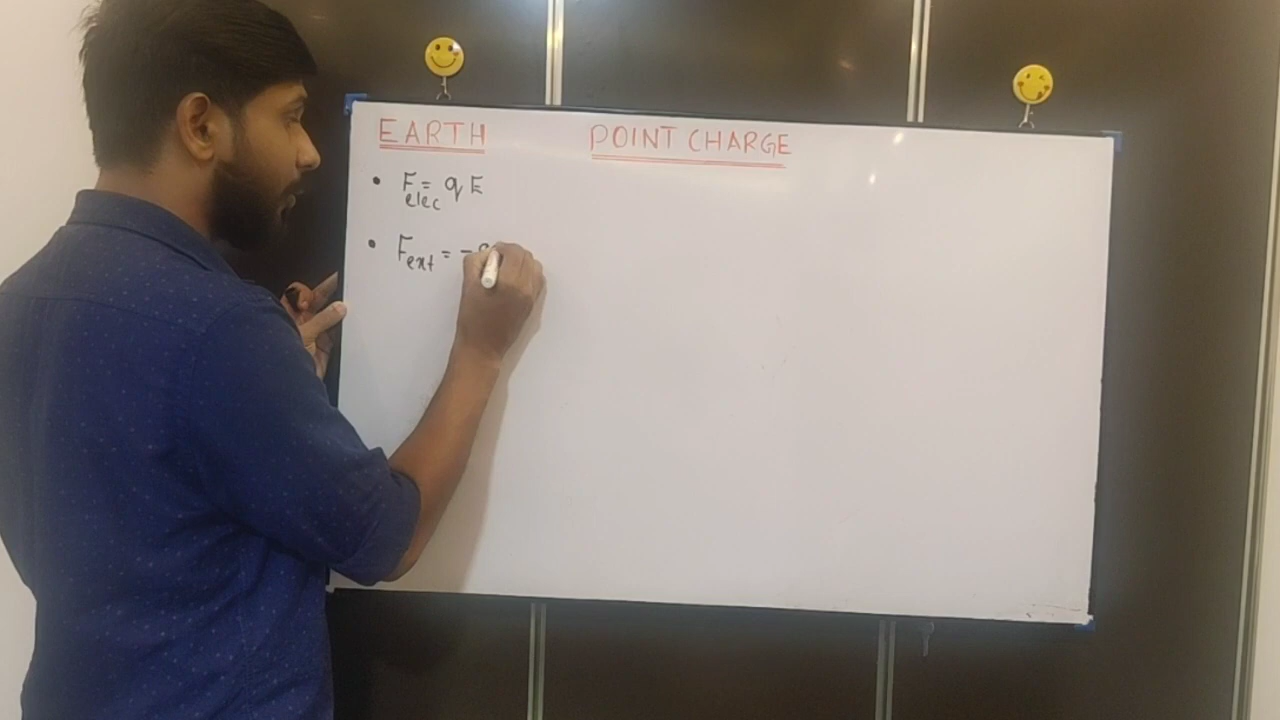 EARTH POINT CHARGE
• F elec = q E
• F ext = -